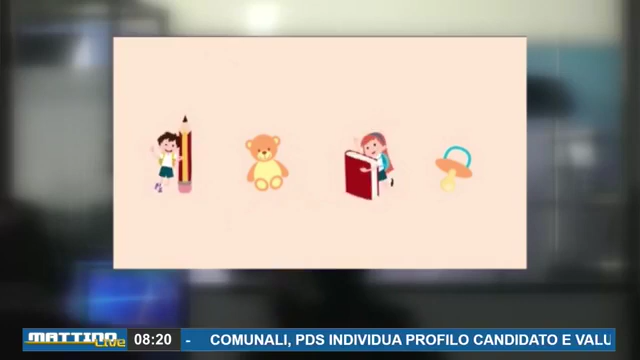 MATTINO Live 08:20 - COMUNALI, PDS INDIVIDUA PROFILO CANDIDATO E VALU